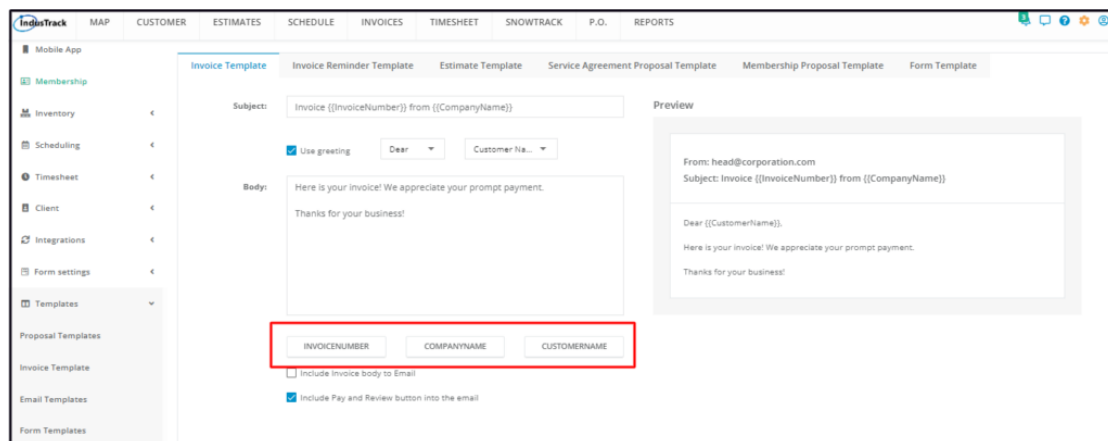 IndusTrack MAP CUSTOMER ESTIMATES SCHEDULE INVOICES TIMESHEET SNOWTRACK P.O. REPORTS 3
Mobile App
Membership
Inventory
Scheduling
Timesheet
Client
Integrations
Form settings
Templates
Proposal Templates
Invoice Template
Email Templates
Form Templates
Invoice Template Invoice Reminder Template Estimate Template Service Agreement Proposal Template Membership Proposal Template Form Template
Subject: Invoice {{InvoiceNumber}} from {{CompanyName}}
Use greeting Dear Customer Na...
Body: Here is your invoice! We appreciate your prompt payment.
Thanks for your business!
INVOICENUMBER COMPANYNAME CUSTOMERNAME
Include Invoice body to Email
Include Pay and Review button into the email
Preview
From: head@corporation.com
Subject: Invoice {{InvoiceNumber}} from {{CompanyName}}
Dear {{CustomerName}},
Here is your invoice! We appreciate your prompt payment.
Thanks for your business!